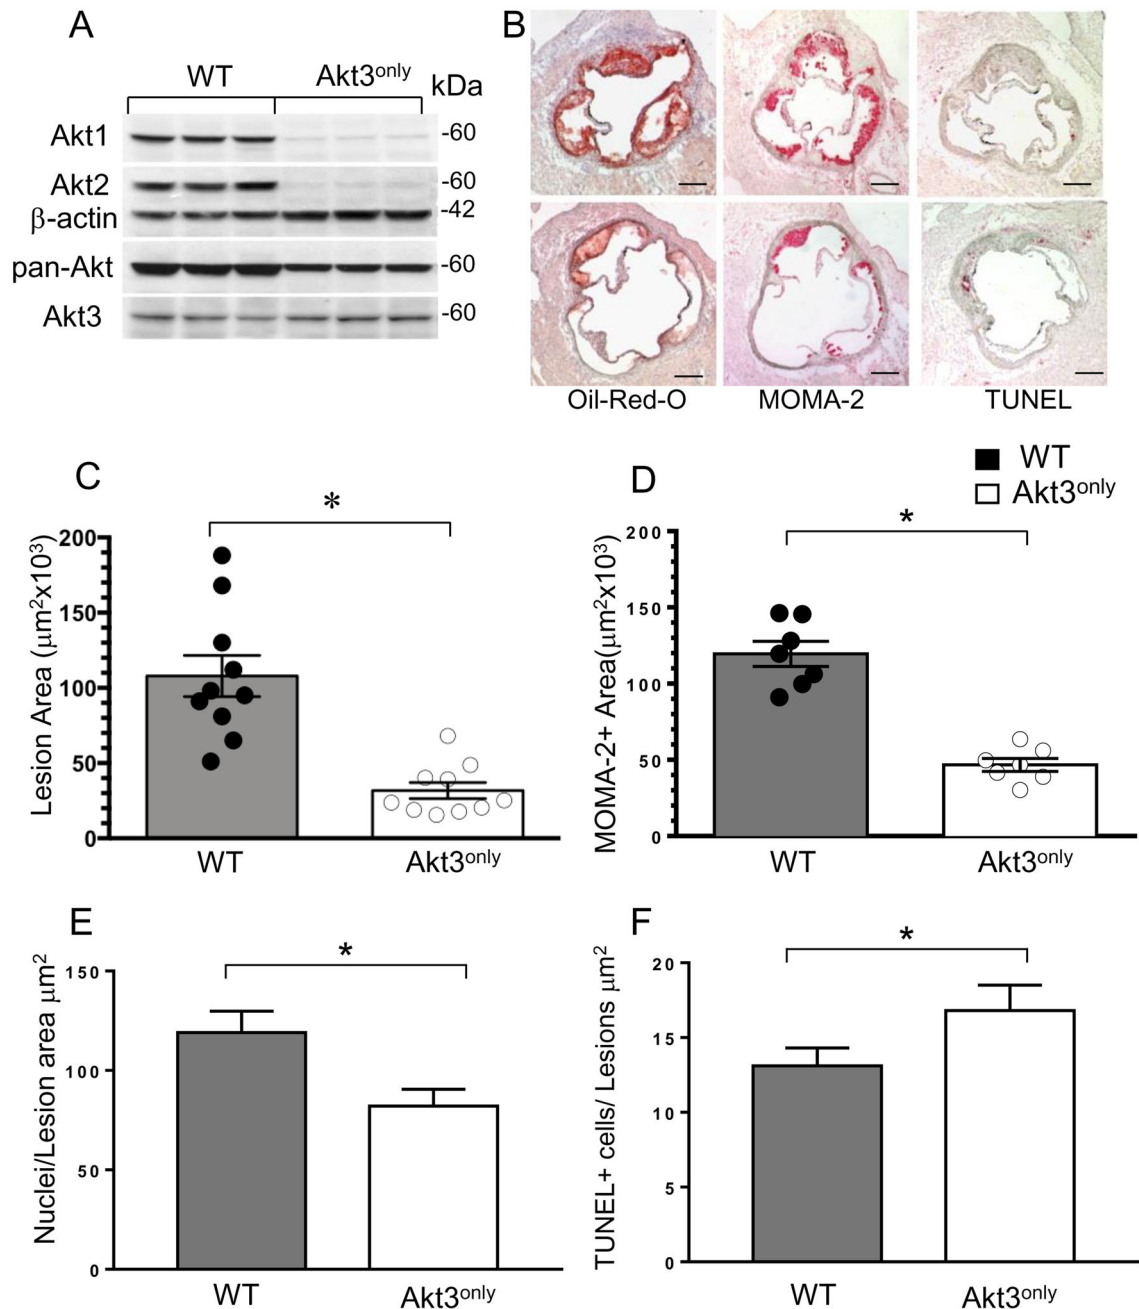 A
WT Akt3only kDa
Akt1 -60
Akt2 -60
β-actin -42
pan-Akt -60
Akt3 -60
B
Oil-Red-O MOMA-2 TUNEL
WT
Akt3only
C
*
Lesion Area (μm2x103)
200
150
100
50
0
WT Akt3only
D
*
MOMA-2+ Area(μm2x103)
200
150
100
50
0
WT Akt3only
E
*
Nuclei/Lesion area μm2
150
100
50
0
WT Akt3only
F
*
TUNEL+ cells/ Lesions μm2
20
15
10
5
0
WT Akt3only